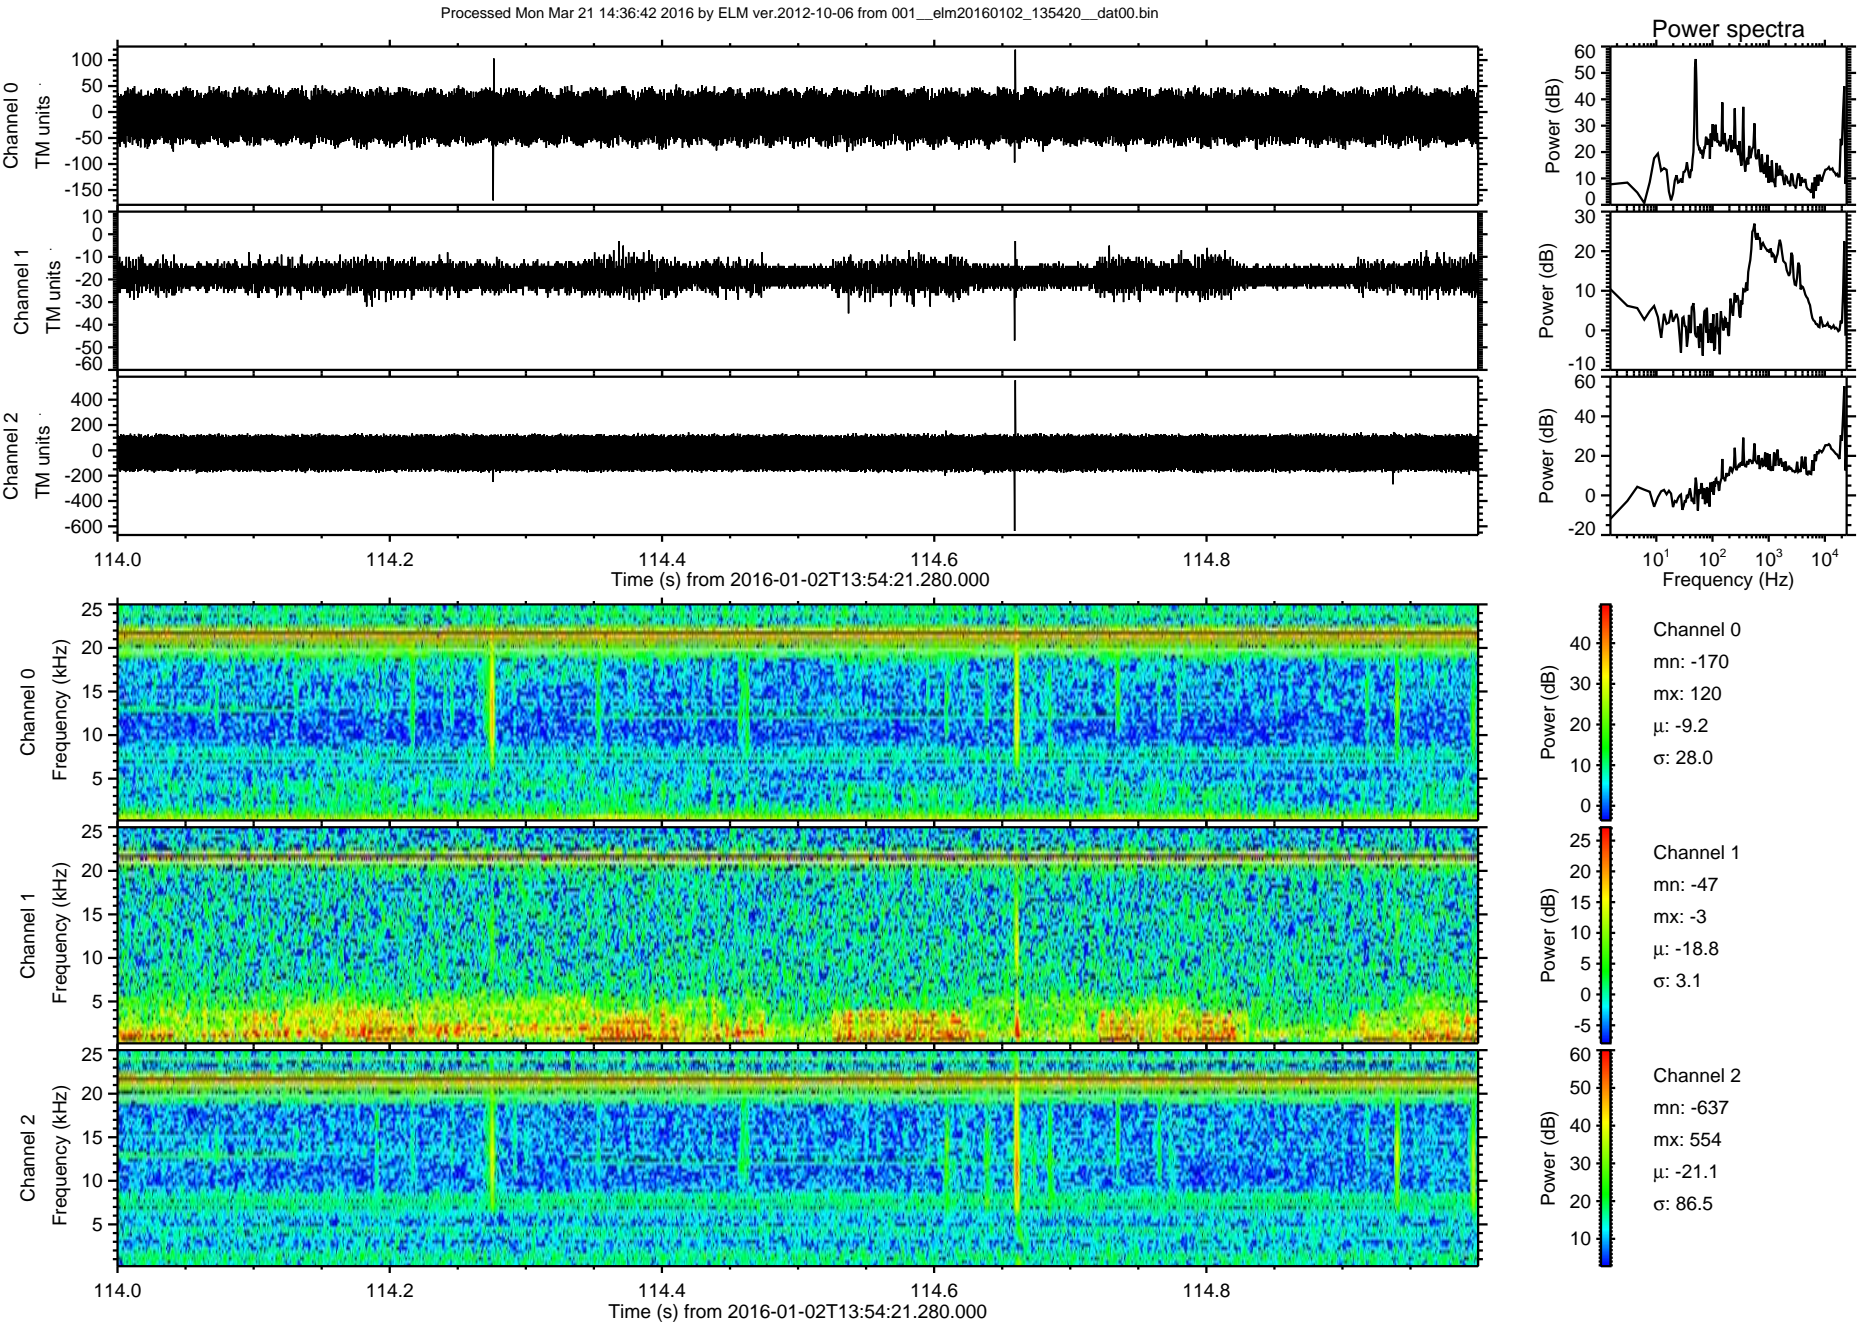 Processed Mon Mar 21 14:36:42 2016 by ELM ver.2012-10-06 from 001__elm20160102_135420__dat00.bin
Power spectra
Channel 0
TM units
100
50
0
-50
-100
-150
Power (dB)
60
50
40
30
20
10
0
Channel 1
TM units
10
0
-10
-20
-30
-40
-50
-60
Power (dB)
30
20
10
0
-10
Channel 2
TM units
400
200
0
-200
-400
-600
Power (dB)
60
40
20
0
-20
114.0 114.2 114.4 114.6 114.8
Time (s) from 2016-01-02T13:54:21.280.000
10¹ 10² 10³ 10⁴
Frequency (Hz)
Channel 0
Frequency (kHz)
25
20
15
10
5
Power (dB)
40
30
20
10
0
Channel 0
mn: -170
mx: 120
μ: -9.2
σ: 28.0
Channel 1
Frequency (kHz)
25
20
15
10
5
Power (dB)
25
20
15
10
5
0
-5
Channel 1
mn: -47
mx: -3
μ: -18.8
σ: 3.1
Channel 2
Frequency (kHz)
25
20
15
10
5
Power (dB)
60
50
40
30
20
10
Channel 2
mn: -637
mx: 554
μ: -21.1
σ: 86.5
114.0 114.2 114.4 114.6 114.8
Time (s) from 2016-01-02T13:54:21.280.000